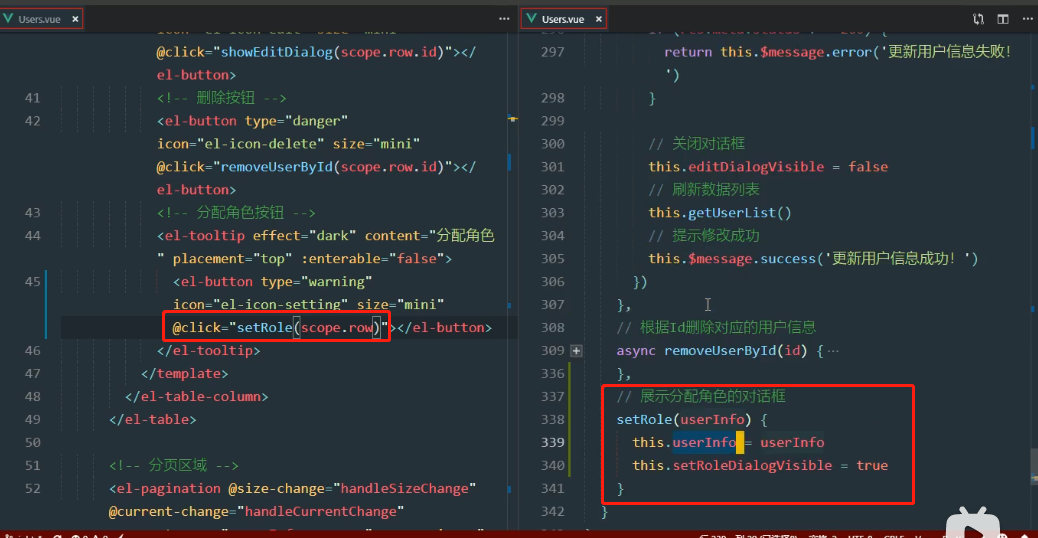 Users.vue ×
@click="showEditDialog(scope.row.id)"></
el-button>
41 <!-- 删除按钮 -->
42 <el-button type="danger"
icon="el-icon-delete" size="mini"
@click="removeUserById(scope.row.id)"></
el-button>
43 <!-- 分配角色按钮 -->
44 <el-tooltip effect="dark" content="分配角色
" placement="top" :enterable="false">
45 <el-button type="warning"
icon="el-icon-setting" size="mini"
@click="setRole(scope.row)"></el-button>
46 </el-tooltip>
47 </template>
48 </el-table-column>
49 </el-table>
50
51 <!-- 分页区域 -->
52 <el-pagination @size-change="handleSizeChange"
@current-change="handleCurrentChange"
Users.vue ×
297 return this.$message.error('更新用户信息失败！
')
298 }
299
300 // 关闭对话框
301 this.editDialogVisible = false
302 // 刷新数据列表
303 this.getUserList()
304 // 提示修改成功
305 this.$message.success('更新用户信息成功！')
306 })
307 },
308 // 根据Id删除对应的用户信息
309 async removeUserById(id) {…
336 },
337 // 展示分配角色的对话框
338 setRole(userInfo) {
339 this.userInfo = userInfo
340 this.setRoleDialogVisible = true
341 }
342 }